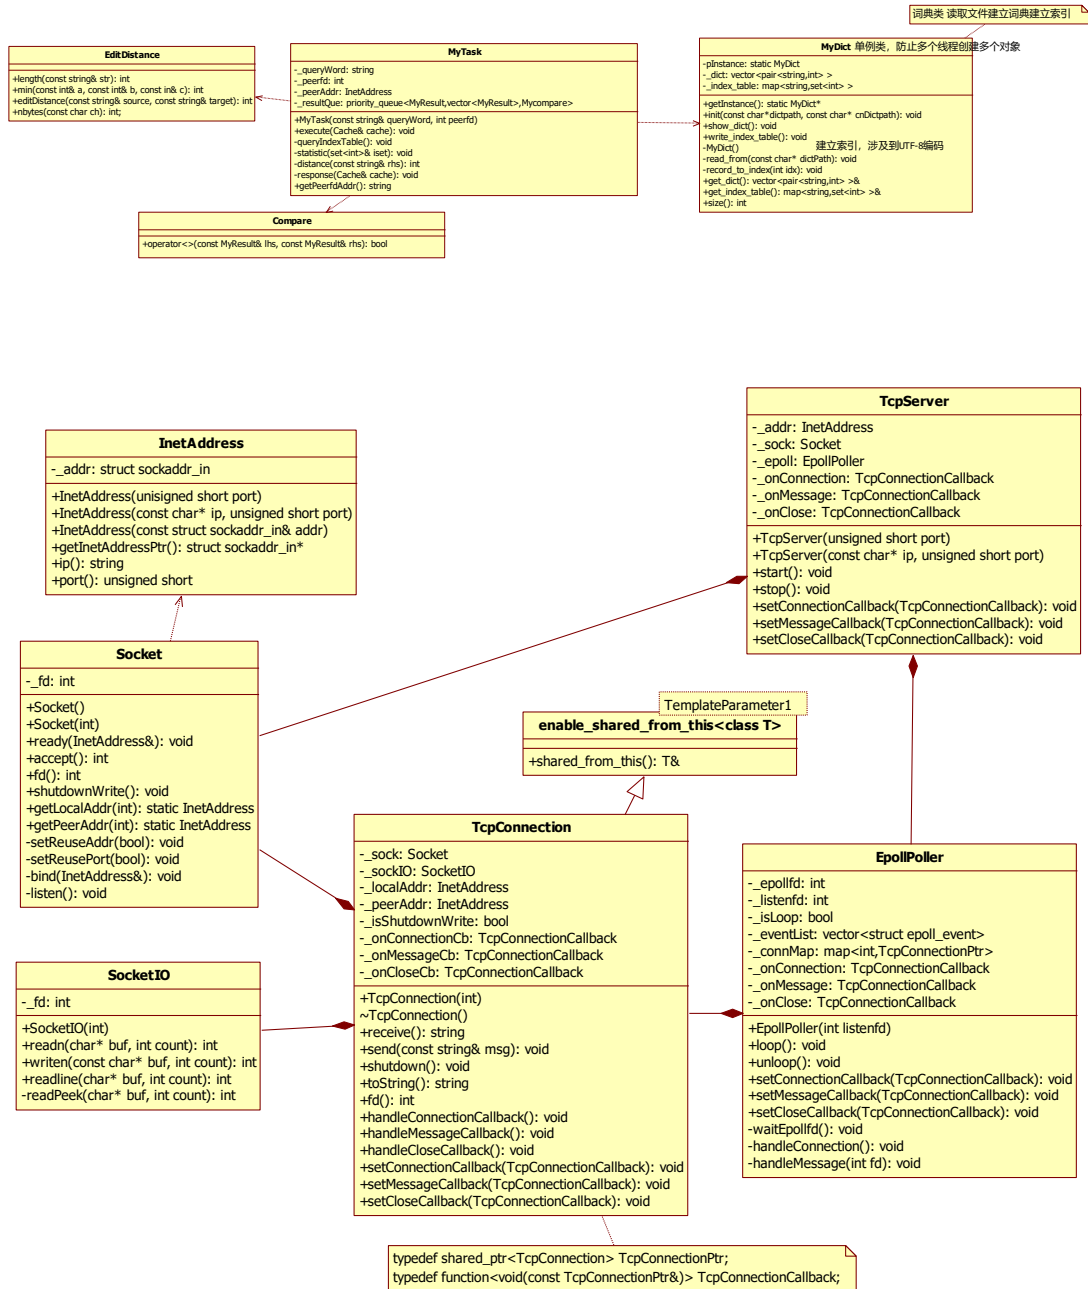 词典类 读取文件建立词典建立索引
EditDistance
+length(const string& str): int
+min(const int& a, const int& b, const in& c): int
+editDistance(const string& source, const string& target): int
+nbytes(const char ch): int;
MyTask
-_queryWord: string
-_peerfd: int
-_peerAddr: InetAddress
-_resultQue: priority_queue<MyResult,vector<MyResult>,Mycompare>
+MyTask(const string& queryWord, int peerfd)
+execute(Cache& cache): void
-queryIndexTable(): void
-statistic(set<int>& iset): void
-distance(const string& rhs): int
-response(Cache& cache): void
+getPeerfdAddr(): string
MyDict 单例类，防止多个线程创建多个对象
-pInstance: static MyDict
-_dict: vector<pair<string,int> >
-_index_table: map<string,set<int> >
+getInstance(): static MyDict*
+init(const char*dictpath, const char* cnDictpath): void
+show_dict(): void
+write_index_table(): void
-MyDict() 建立索引，涉及到UTF-8编码
-read_from(const char* dictPath): void
-record_to_index(int idx): void
+get_dict(): vector<pair<string,int> >&
+get_index_table(): map<string,set<int> >&
+size(): int
Compare
+operator<>(const MyResult& lhs, const MyResult& rhs): bool
TcpServer
-_addr: InetAddress
-_sock: Socket
-_epoll: EpollPoller
-_onConnection: TcpConnectionCallback
-_onMessage: TcpConnectionCallback
-_onClose: TcpConnectionCallback
+TcpServer(unsigned short port)
+TcpServer(const char* ip, unsigned short port)
+start(): void
+stop(): void
+setConnectionCallback(TcpConnectionCallback): void
+setMessageCallback(TcpConnectionCallback): void
+setCloseCallback(TcpConnectionCallback): void
InetAddress
-_addr: struct sockaddr_in
+InetAddress(unisigned short port)
+InetAddress(const char* ip, unsigned short port)
+InetAddress(const struct sockaddr_in& addr)
+getInetAddressPtr(): struct sockaddr_in*
+ip(): string
+port(): unsigned short
Socket
-_fd: int
+Socket()
+Socket(int)
+ready(InetAddress&): void
+accept(): int
+fd(): int
+shutdownWrite(): void
+getLocalAddr(int): static InetAddress
+getPeerAddr(int): static InetAddress
-setReuseAddr(bool): void
-setReusePort(bool): void
-bind(InetAddress&): void
-listen(): void
TemplateParameter1
enable_shared_from_this<class T>
+shared_from_this(): T&
TcpConnection
-_sock: Socket
-_sockIO: SocketIO
-_localAddr: InetAddress
-_peerAddr: InetAddress
-_isShutdownWrite: bool
-_onConnectionCb: TcpConnectionCallback
-_onMessageCb: TcpConnectionCallback
-_onCloseCb: TcpConnectionCallback
+TcpConnection(int)
~TcpConnection()
+receive(): string
+send(const string& msg): void
+shutdown(): void
+toString(): string
+fd(): int
+handleConnectionCallback(): void
+handleMessageCallback(): void
+handleCloseCallback(): void
+setConnectionCallback(TcpConnectionCallback): void
+setMessageCallback(TcpConnectionCallback): void
+setCloseCallback(TcpConnectionCallback): void
EpollPoller
-_epollfd: int
-_listenfd: int
-_isLoop: bool
-_eventList: vector<struct epoll_event>
-_connMap: map<int,TcpConnectionPtr>
-_onConnection: TcpConnectionCallback
-_onMessage: TcpConnectionCallback
-_onClose: TcpConnectionCallback
+EpollPoller(int listenfd)
+loop(): void
+unloop(): void
+setConnectionCallback(TcpConnectionCallback): void
+setMessageCallback(TcpConnectionCallback): void
+setCloseCallback(TcpConnectionCallback): void
-waitEpollfd(): void
-handleConnection(): void
-handleMessage(int fd): void
SocketIO
-_fd: int
+SocketIO(int)
+readn(char* buf, int count): int
+writen(const char* buf, int count): int
+readline(char* buf, int count): int
-readPeek(char* buf, int count): int
typedef shared_ptr<TcpConnection> TcpConnectionPtr;
typedef function<void(const TcpConnectionPtr&)> TcpConnectionCallback;